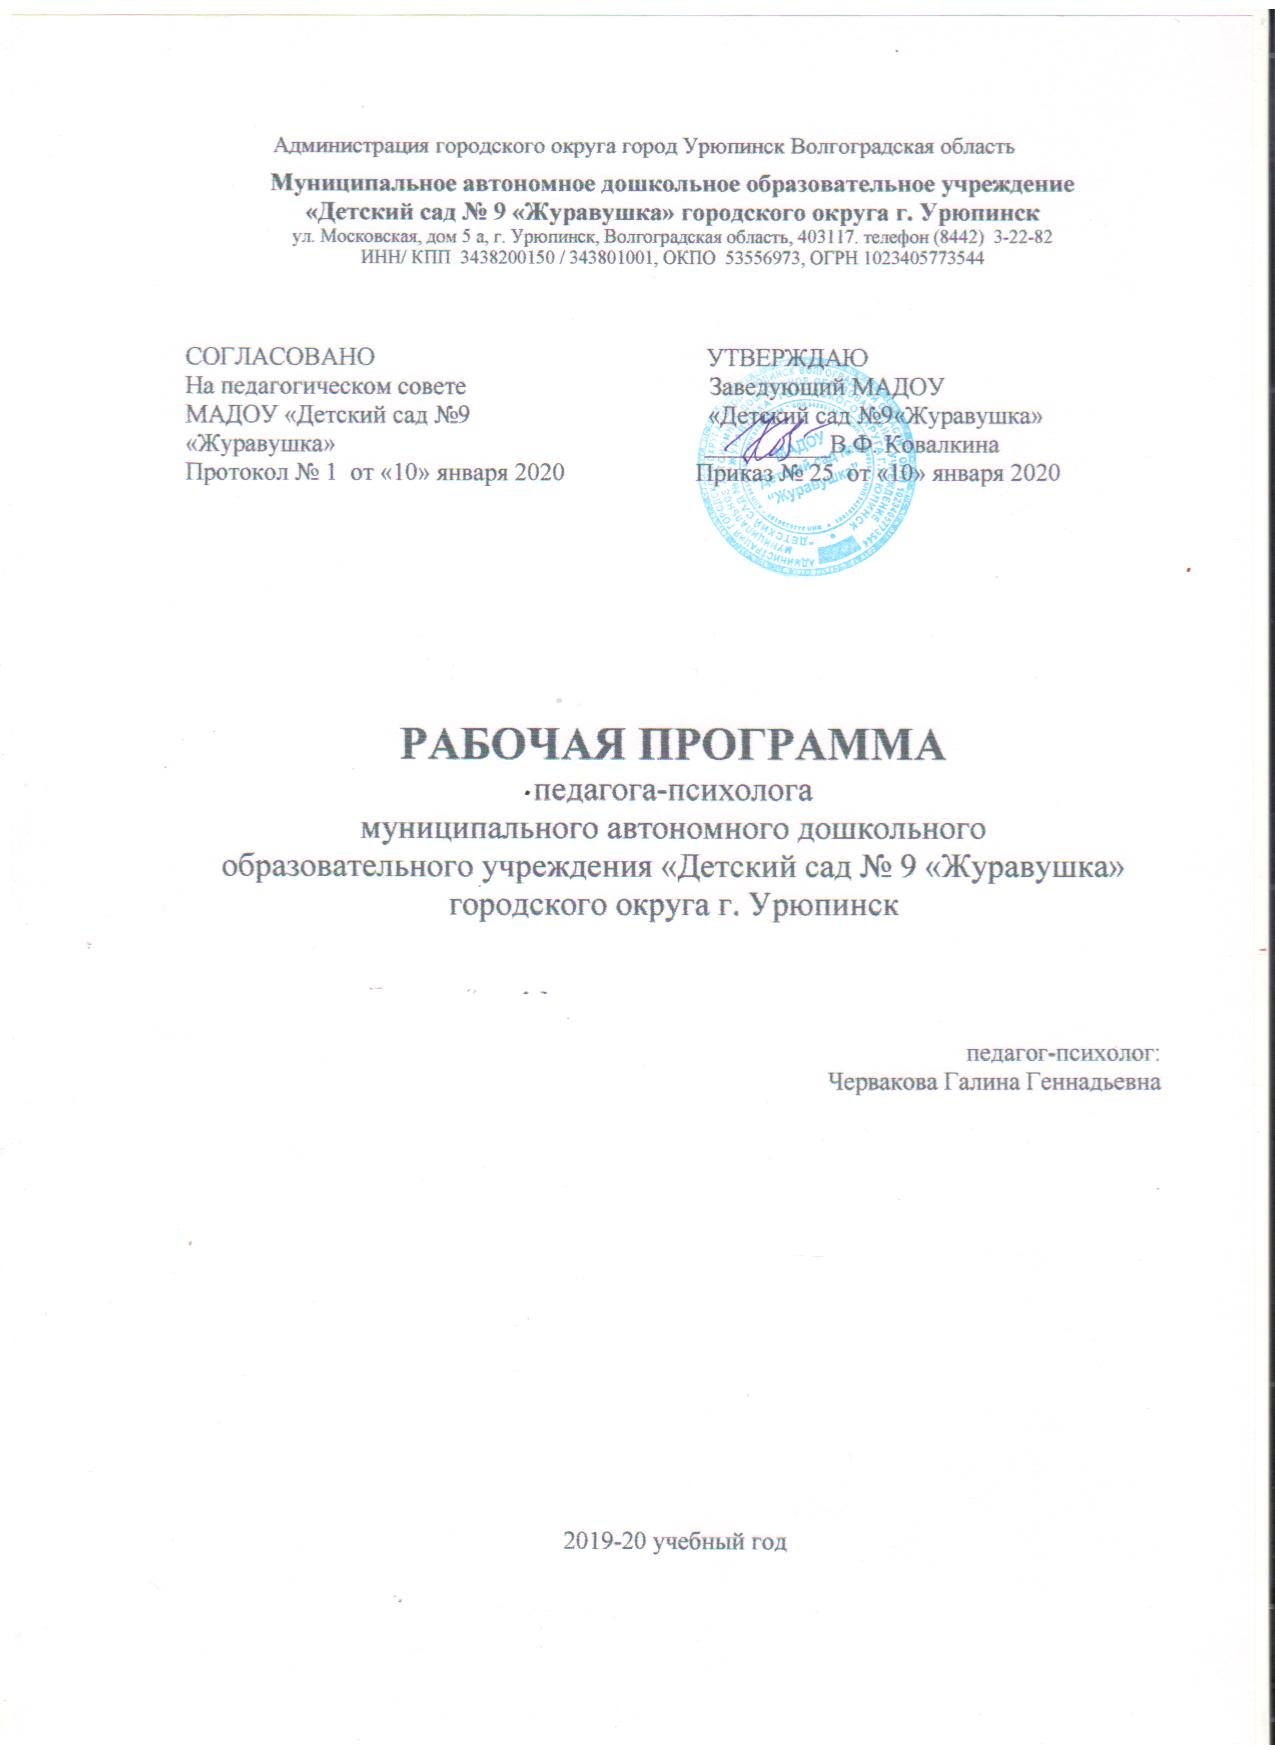 Администрация городского округа город Урюпинск Волгоградская область
Муниципальное автономное дошкольное образовательное учреждение
«Детский сад № 9 «Журавушка» городского округа г. Урюпинск
ул. Московская, дом 5 а, г. Урюпинск, Волгоградская область, 403117. телефон (8442) 3-22-82
ИНН/ КПП 3438200150 / 343801001, ОКПО 53556973, ОГРН 1023405773544
СОГЛАСОВАНО
На педагогическом совете
МАДОУ «Детский сад №9
«Журавушка»
Протокол № 1 от «10» января 2020
УТВЕРЖДАЮ
Заведующий МАДОУ
«Детский сад №9«Журавушка»
В.Ф. Ковалкина
Приказ № 25 от «10» января 2020
МАДОУ
Детский сад №9
"Журавушка"
РАБОЧАЯ ПРОГРАММА
педагога-психолога
муниципального автономного дошкольного
образовательного учреждения «Детский сад № 9 «Журавушка»
городского округа г. Урюпинск
педагог-психолог:
Червакова Галина Геннадьевна
2019-20 учебный год